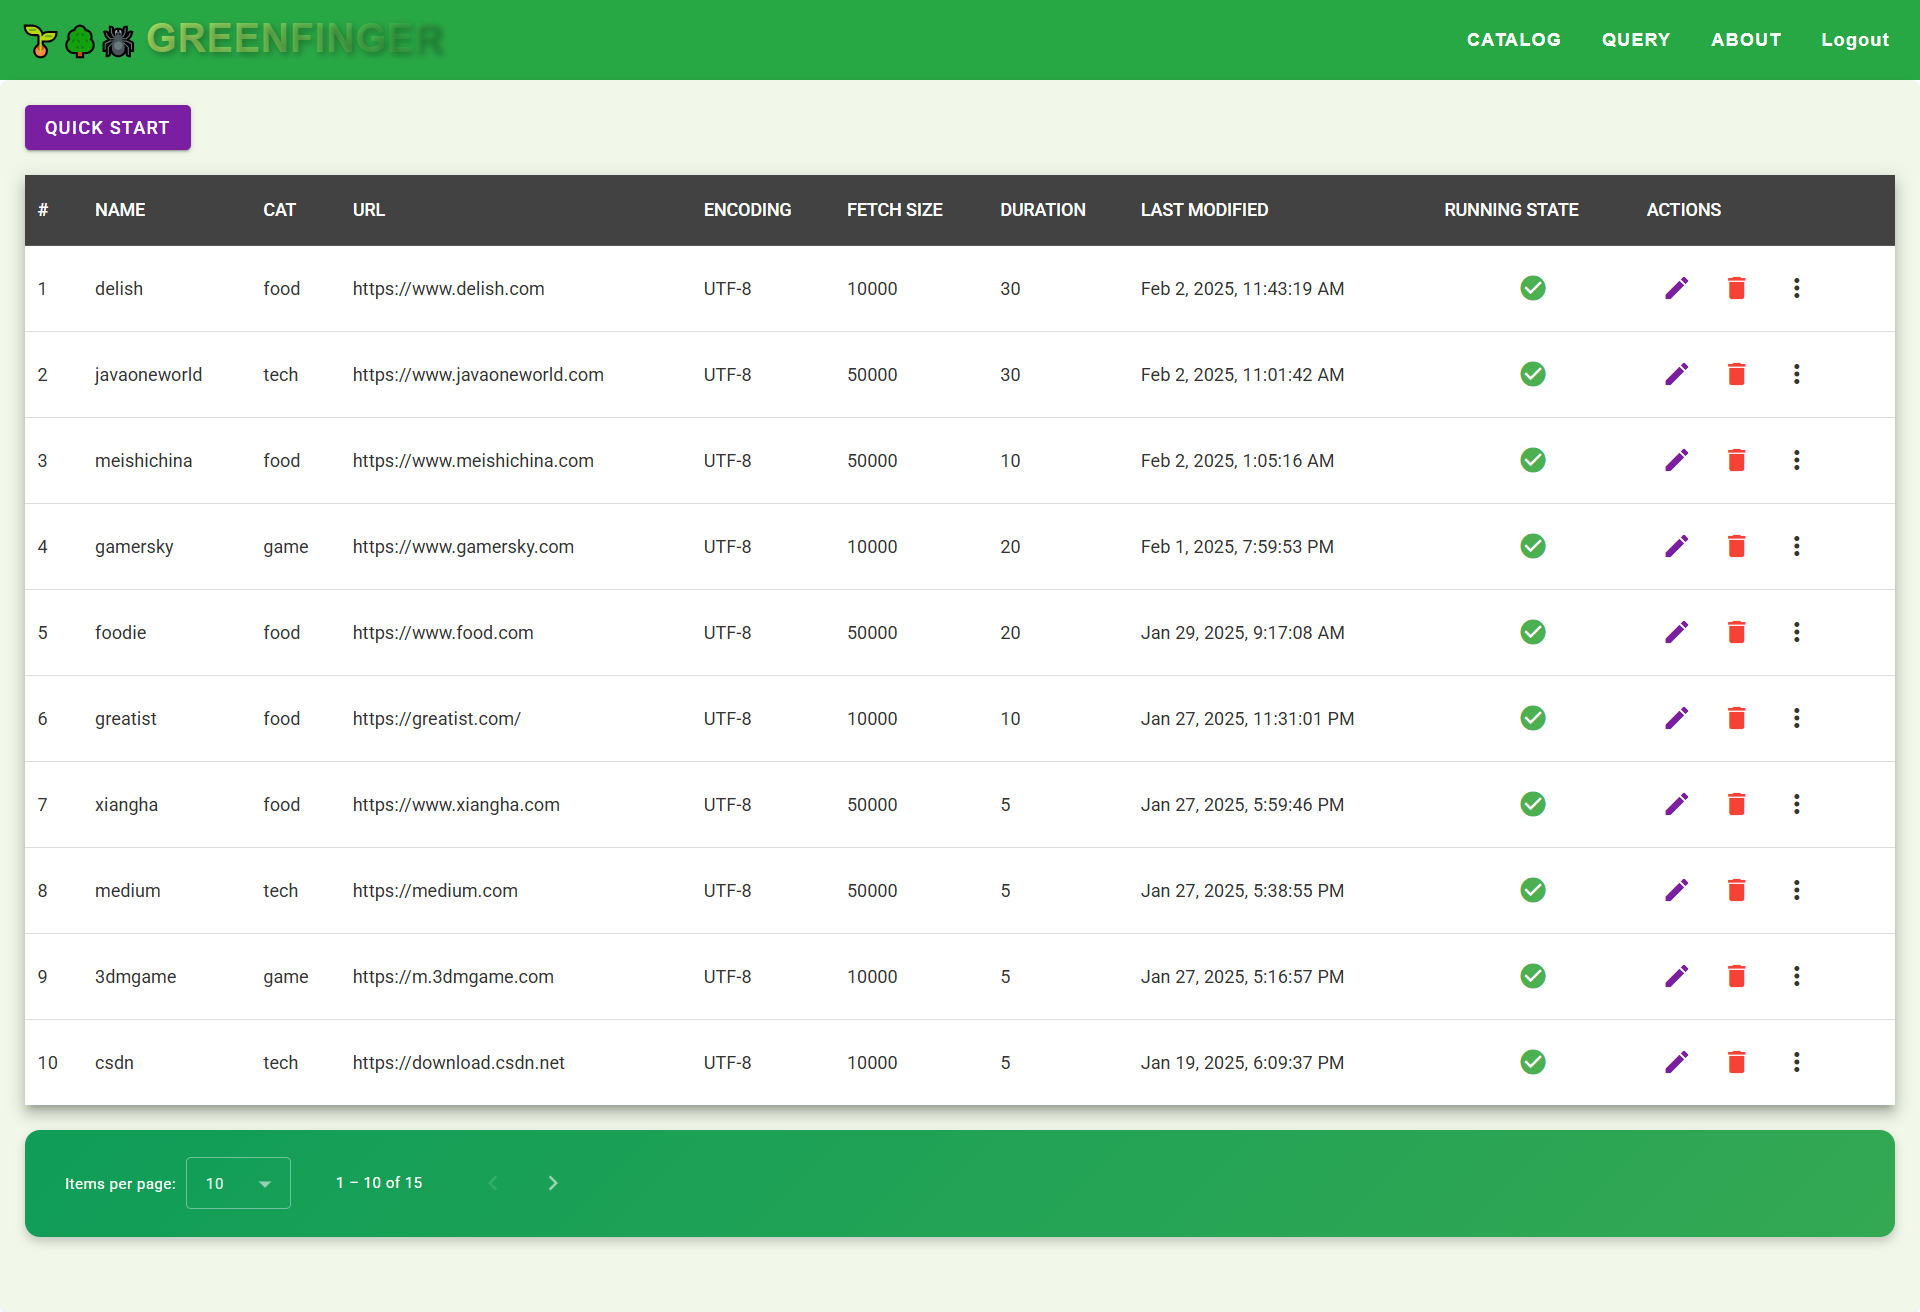 GREENFINGER CATALOG QUERY ABOUT Logout
QUICK START
# NAME CAT URL ENCODING FETCH SIZE DURATION LAST MODIFIED RUNNING STATE ACTIONS
1 delish food https://www.delish.com UTF-8 10000 30 Feb 2, 2025, 11:43:19 AM
2 javaoneworld tech https://www.javaoneworld.com UTF-8 50000 30 Feb 2, 2025, 11:01:42 AM
3 meishichina food https://www.meishichina.com UTF-8 50000 10 Feb 2, 2025, 1:05:16 AM
4 gamersky game https://www.gamersky.com UTF-8 10000 20 Feb 1, 2025, 7:59:53 PM
5 foodie food https://www.food.com UTF-8 50000 20 Jan 29, 2025, 9:17:08 AM
6 greatist food https://greatist.com/ UTF-8 10000 10 Jan 27, 2025, 11:31:01 PM
7 xiangha food https://www.xiangha.com UTF-8 50000 5 Jan 27, 2025, 5:59:46 PM
8 medium tech https://medium.com UTF-8 50000 5 Jan 27, 2025, 5:38:55 PM
9 3dmgame game https://m.3dmgame.com UTF-8 10000 5 Jan 27, 2025, 5:16:57 PM
10 csdn tech https://download.csdn.net UTF-8 10000 5 Jan 19, 2025, 6:09:37 PM
Items per page: 10 1 – 10 of 15